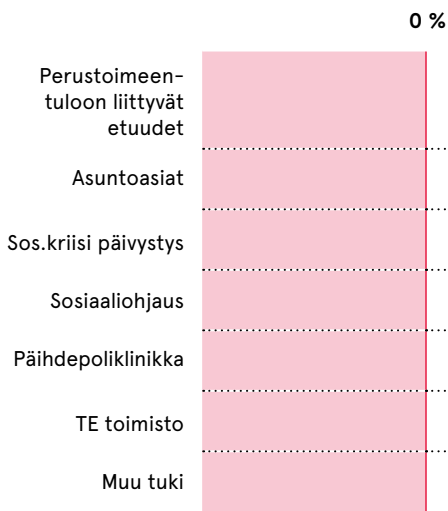 0 %
Perustoimeen-
tuloon liittyvät
etuudet
Asuntoasiat
Sos.kriisi päivystys
Sosiaaliohjaus
Päihdepoliklinikka
TE toimisto
Muu tuki